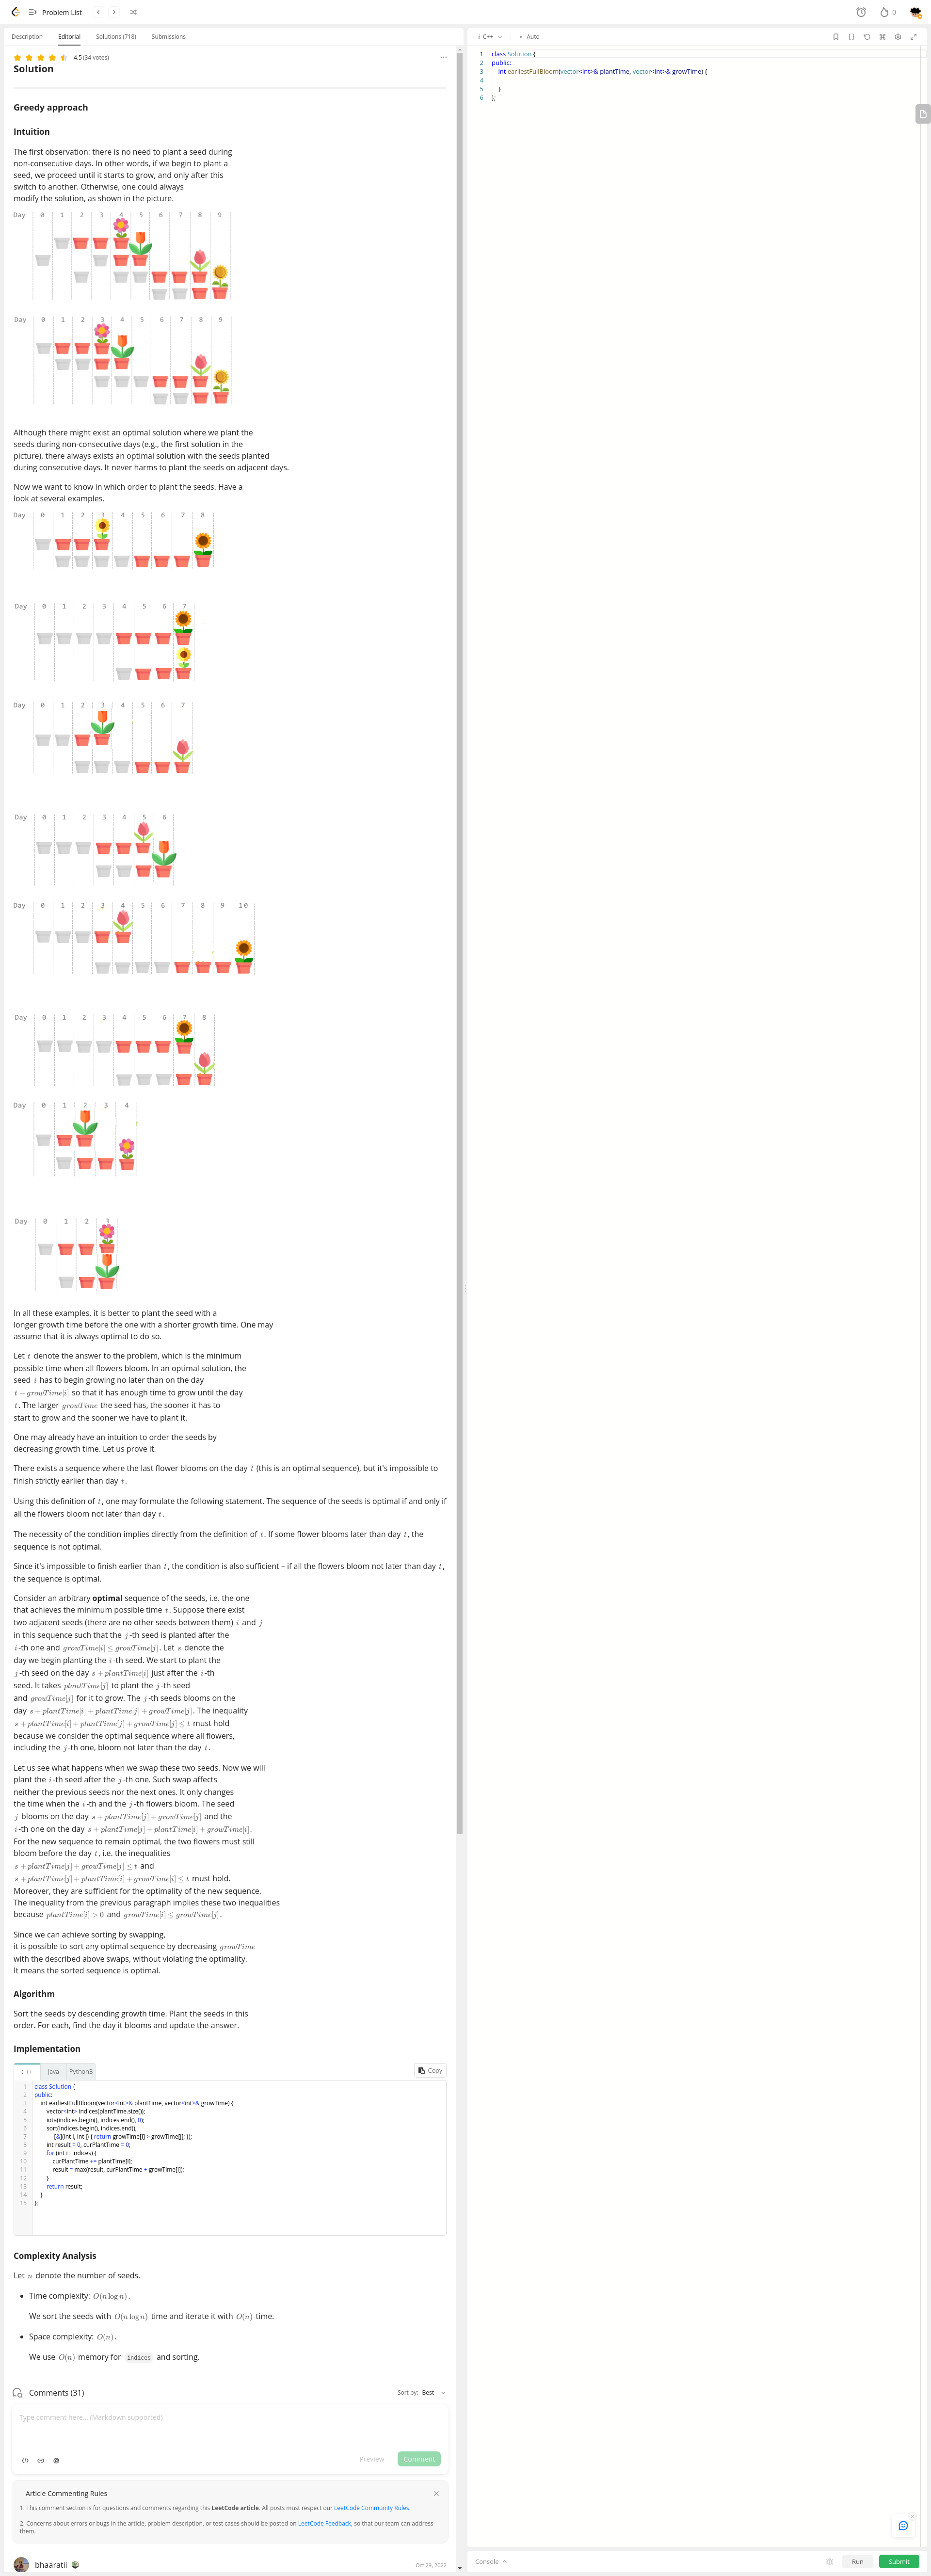 Problem List
0
Description Editorial Solutions (718) Submissions
4.5 (34 votes)
Solution
Greedy approach
Intuition
The first observation: there is no need to plant a seed during
non-consecutive days. In other words, if we begin to plant a
seed, we proceed until it starts to grow, and only after this
switch to another. Otherwise, one could always
modify the solution, as shown in the picture.
Day 0 1 2 3 4 5 6 7 8 9
Day 0 1 2 3 4 5 6 7 8 9
Although there might exist an optimal solution where we plant the
seeds during non-consecutive days (e.g., the first solution in the
picture), there always exists an optimal solution with the seeds planted
during consecutive days. It never harms to plant the seeds on adjacent days.
Now we want to know in which order to plant the seeds. Have a
look at several examples.
Day 0 1 2 3 4 5 6 7 8
Day 0 1 2 3 4 5 6 7
Day 0 1 2 3 4 5 6 7
Day 0 1 2 3 4 5 6
Day 0 1 2 3 4 5 6 7 8 9 10
Day 0 1 2 3 4 5 6 7 8
Day 0 1 2 3 4
Day 0 1 2 3
In all these examples, it is better to plant the seed with a
longer growth time before the one with a shorter growth time. One may
assume that it is always optimal to do so.
Let t denote the answer to the problem, which is the minimum
possible time when all flowers bloom. In an optimal solution, the
seed i has to begin growing no later than on the day
t − growTime[i] so that it has enough time to grow until the day
t. The larger growTime the seed has, the sooner it has to
start to grow and the sooner we have to plant it.
One may already have an intuition to order the seeds by
decreasing growth time. Let us prove it.
There exists a sequence where the last flower blooms on the day t (this is an optimal sequence), but it's impossible to
finish strictly earlier than day t.
Using this definition of t, one may formulate the following statement. The sequence of the seeds is optimal if and only if
all the flowers bloom not later than day t.
The necessity of the condition implies directly from the definition of t. If some flower blooms later than day t, the
sequence is not optimal.
Since it's impossible to finish earlier than t, the condition is also sufficient – if all the flowers bloom not later than day t,
the sequence is optimal.
Consider an arbitrary optimal sequence of the seeds, i.e. the one
that achieves the minimum possible time t. Suppose there exist
two adjacent seeds (there are no other seeds between them) i and j
in this sequence such that the j-th seed is planted after the
i-th one and growTime[i] ≤ growTime[j]. Let s denote the
day we begin planting the i-th seed. We start to plant the
j-th seed on the day s + plantTime[i] just after the i-th
seed. It takes plantTime[j] to plant the j-th seed
and growTime[j] for it to grow. The j-th seeds blooms on the
day s + plantTime[i] + plantTime[j] + growTime[j]. The inequality
s + plantTime[i] + plantTime[j] + growTime[j] ≤ t must hold
because we consider the optimal sequence where all flowers,
including the j-th one, bloom not later than the day t.
Let us see what happens when we swap these two seeds. Now we will
plant the i-th seed after the j-th one. Such swap affects
neither the previous seeds nor the next ones. It only changes
the time when the i-th and the j-th flowers bloom. The seed
j blooms on the day s + plantTime[j] + growTime[j] and the
i-th one on the day s + plantTime[j] + plantTime[i] + growTime[i].
For the new sequence to remain optimal, the two flowers must still
bloom before the day t, i.e. the inequalities
s + plantTime[j] + growTime[j] ≤ t and
s + plantTime[j] + plantTime[i] + growTime[i] ≤ t must hold.
Moreover, they are sufficient for the optimality of the new sequence.
The inequality from the previous paragraph implies these two inequalities
because plantTime[i] > 0 and growTime[i] ≤ growTime[j].
Since we can achieve sorting by swapping,
it is possible to sort any optimal sequence by decreasing growTime
with the described above swaps, without violating the optimality.
It means the sorted sequence is optimal.
Algorithm
Sort the seeds by descending growth time. Plant the seeds in this
order. For each, find the day it blooms and update the answer.
Implementation
C++ Java Python3 Copy
1 class Solution {
2 public:
3 int earliestFullBloom(vector<int>& plantTime, vector<int>& growTime) {
4 vector<int> indices(plantTime.size());
5 iota(indices.begin(), indices.end(), 0);
6 sort(indices.begin(), indices.end(),
7 [&](int i, int j) { return growTime[i] > growTime[j]; });
8 int result = 0, curPlantTime = 0;
9 for (int i : indices) {
10 curPlantTime += plantTime[i];
11 result = max(result, curPlantTime + growTime[i]);
12 }
13 return result;
14 }
15 };
Complexity Analysis
Let n denote the number of seeds.
• Time complexity: O(n log n).
We sort the seeds with O(n log n) time and iterate it with O(n) time.
• Space complexity: O(n).
We use O(n) memory for indices and sorting.
Comments (31) Sort by: Best
Type comment here... (Markdown supported)
Preview Comment
Article Commenting Rules
1. This comment section is for questions and comments regarding this LeetCode article. All posts must respect our LeetCode Community Rules.
2. Concerns about errors or bugs in the article, problem description, or test cases should be posted on LeetCode Feedback, so that our team can address
them.
bhaaratii Oct 29, 2022
i C++ Auto
1 class Solution {
2 public:
3 int earliestFullBloom(vector<int>& plantTime, vector<int>& growTime) {
4
5 }
6 };
Console Run Submit